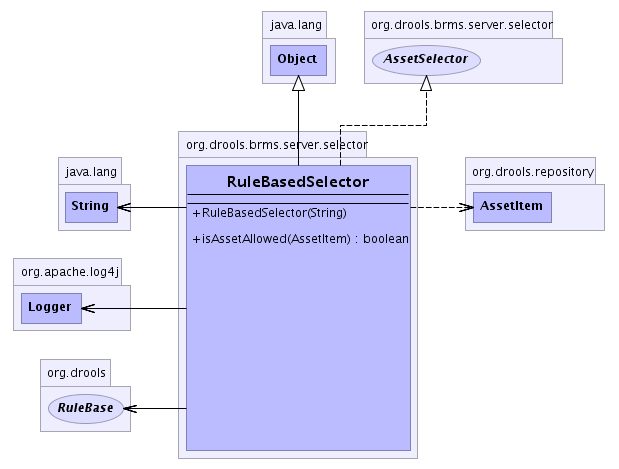 java.lang
Object
org.drools.brms.server.selector
AssetSelector
org.drools.brms.server.selector
RuleBasedSelector
+RuleBasedSelector(String)
+isAssetAllowed(AssetItem) : boolean
java.lang
String
org.drools.repository
AssetItem
org.apache.log4j
Logger
org.drools
RuleBase